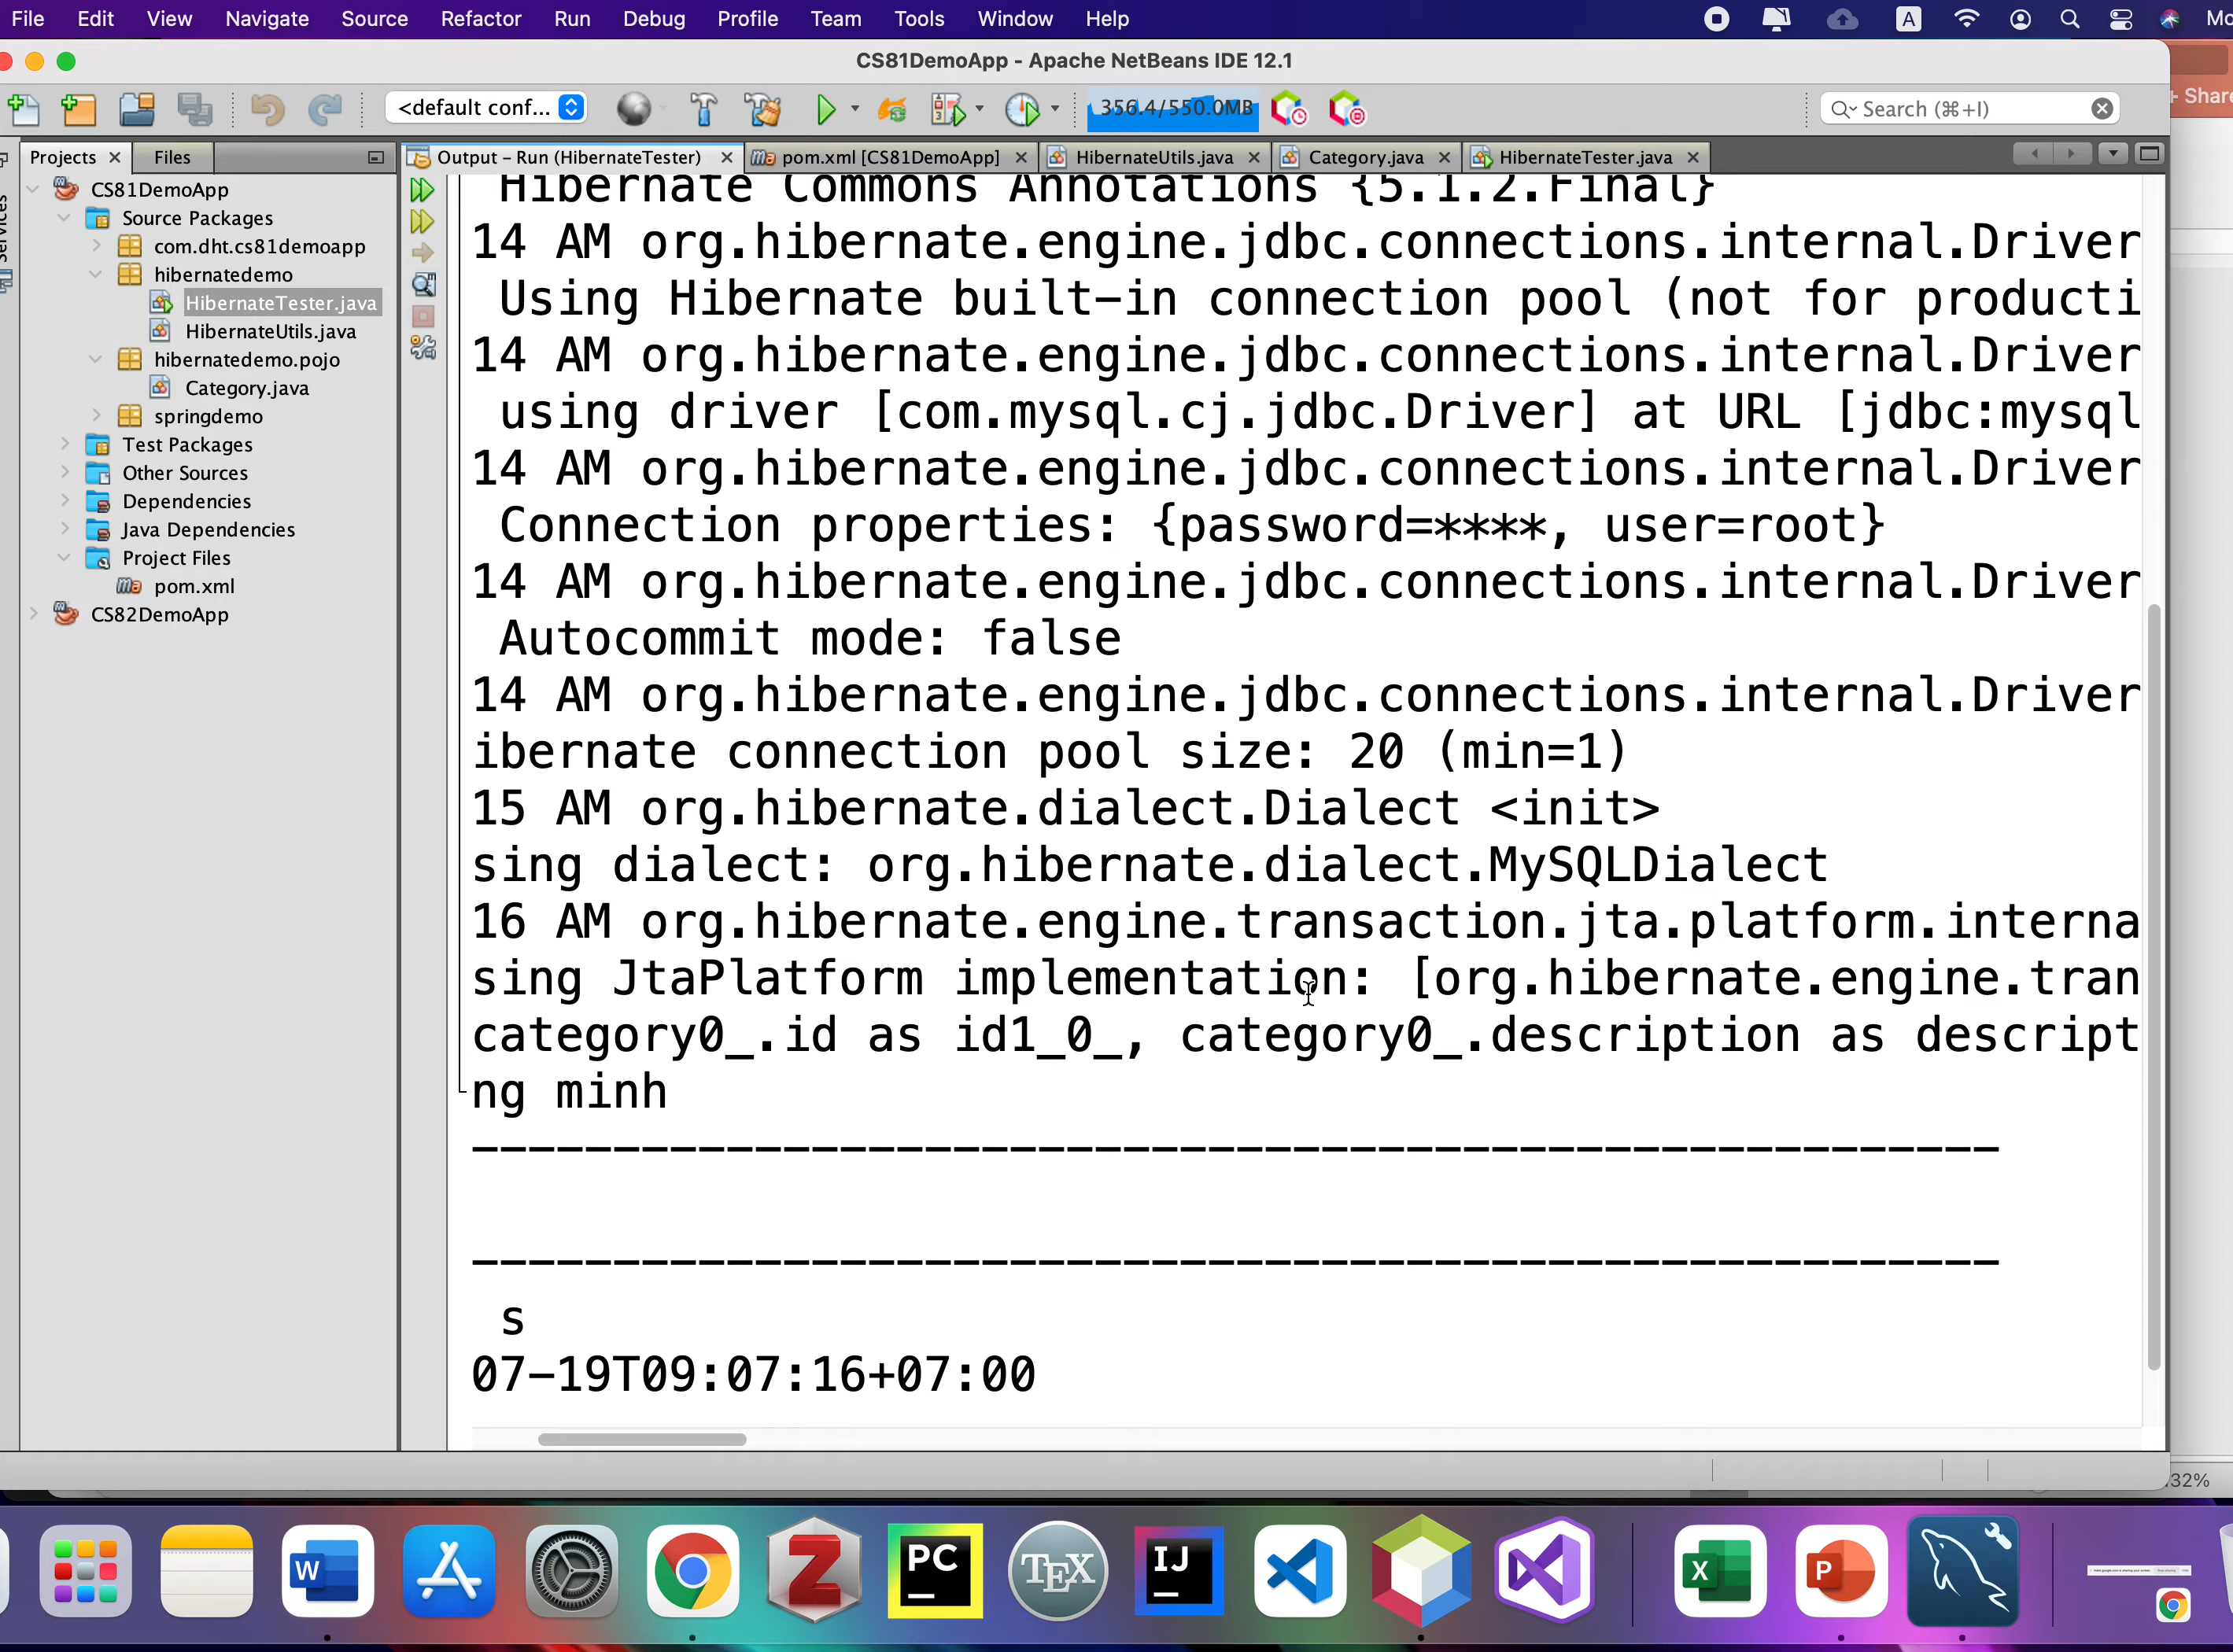 File Edit View Navigate Source Refactor Run Debug Profile Team Tools Window Help
CS81DemoApp - Apache NetBeans IDE 12.1
<default conf... 356.4/550.0MB Search (⌘+I)
Share
Projects Files
Output – Run (HibernateTester) pom.xml [CS81DemoApp] HibernateUtils.java Category.java HibernateTester.java
Services
CS81DemoApp
Source Packages
com.dht.cs81demoapp
hibernatedemo
HibernateTester.java
HibernateUtils.java
hibernatedemo.pojo
Category.java
springdemo
Test Packages
Other Sources
Dependencies
Java Dependencies
Project Files
pom.xml
CS82DemoApp
Hibernate Commons Annotations {5.1.2.Final}
14 AM org.hibernate.engine.jdbc.connections.internal.Driver
Using Hibernate built-in connection pool (not for producti
14 AM org.hibernate.engine.jdbc.connections.internal.Driver
using driver [com.mysql.cj.jdbc.Driver] at URL [jdbc:mysql
14 AM org.hibernate.engine.jdbc.connections.internal.Driver
Connection properties: {password=****, user=root}
14 AM org.hibernate.engine.jdbc.connections.internal.Driver
Autocommit mode: false
14 AM org.hibernate.engine.jdbc.connections.internal.Driver
ibernate connection pool size: 20 (min=1)
15 AM org.hibernate.dialect.Dialect <init>
sing dialect: org.hibernate.dialect.MySQLDialect
16 AM org.hibernate.engine.transaction.jta.platform.interna
sing JtaPlatform implementation: [org.hibernate.engine.tran
category0_.id as id1_0_, category0_.description as descript
ng minh
------------------------------------------------------
------------------------------------------------------
s
07-19T09:07:16+07:00
32%
W Z PC TEX IJ X P